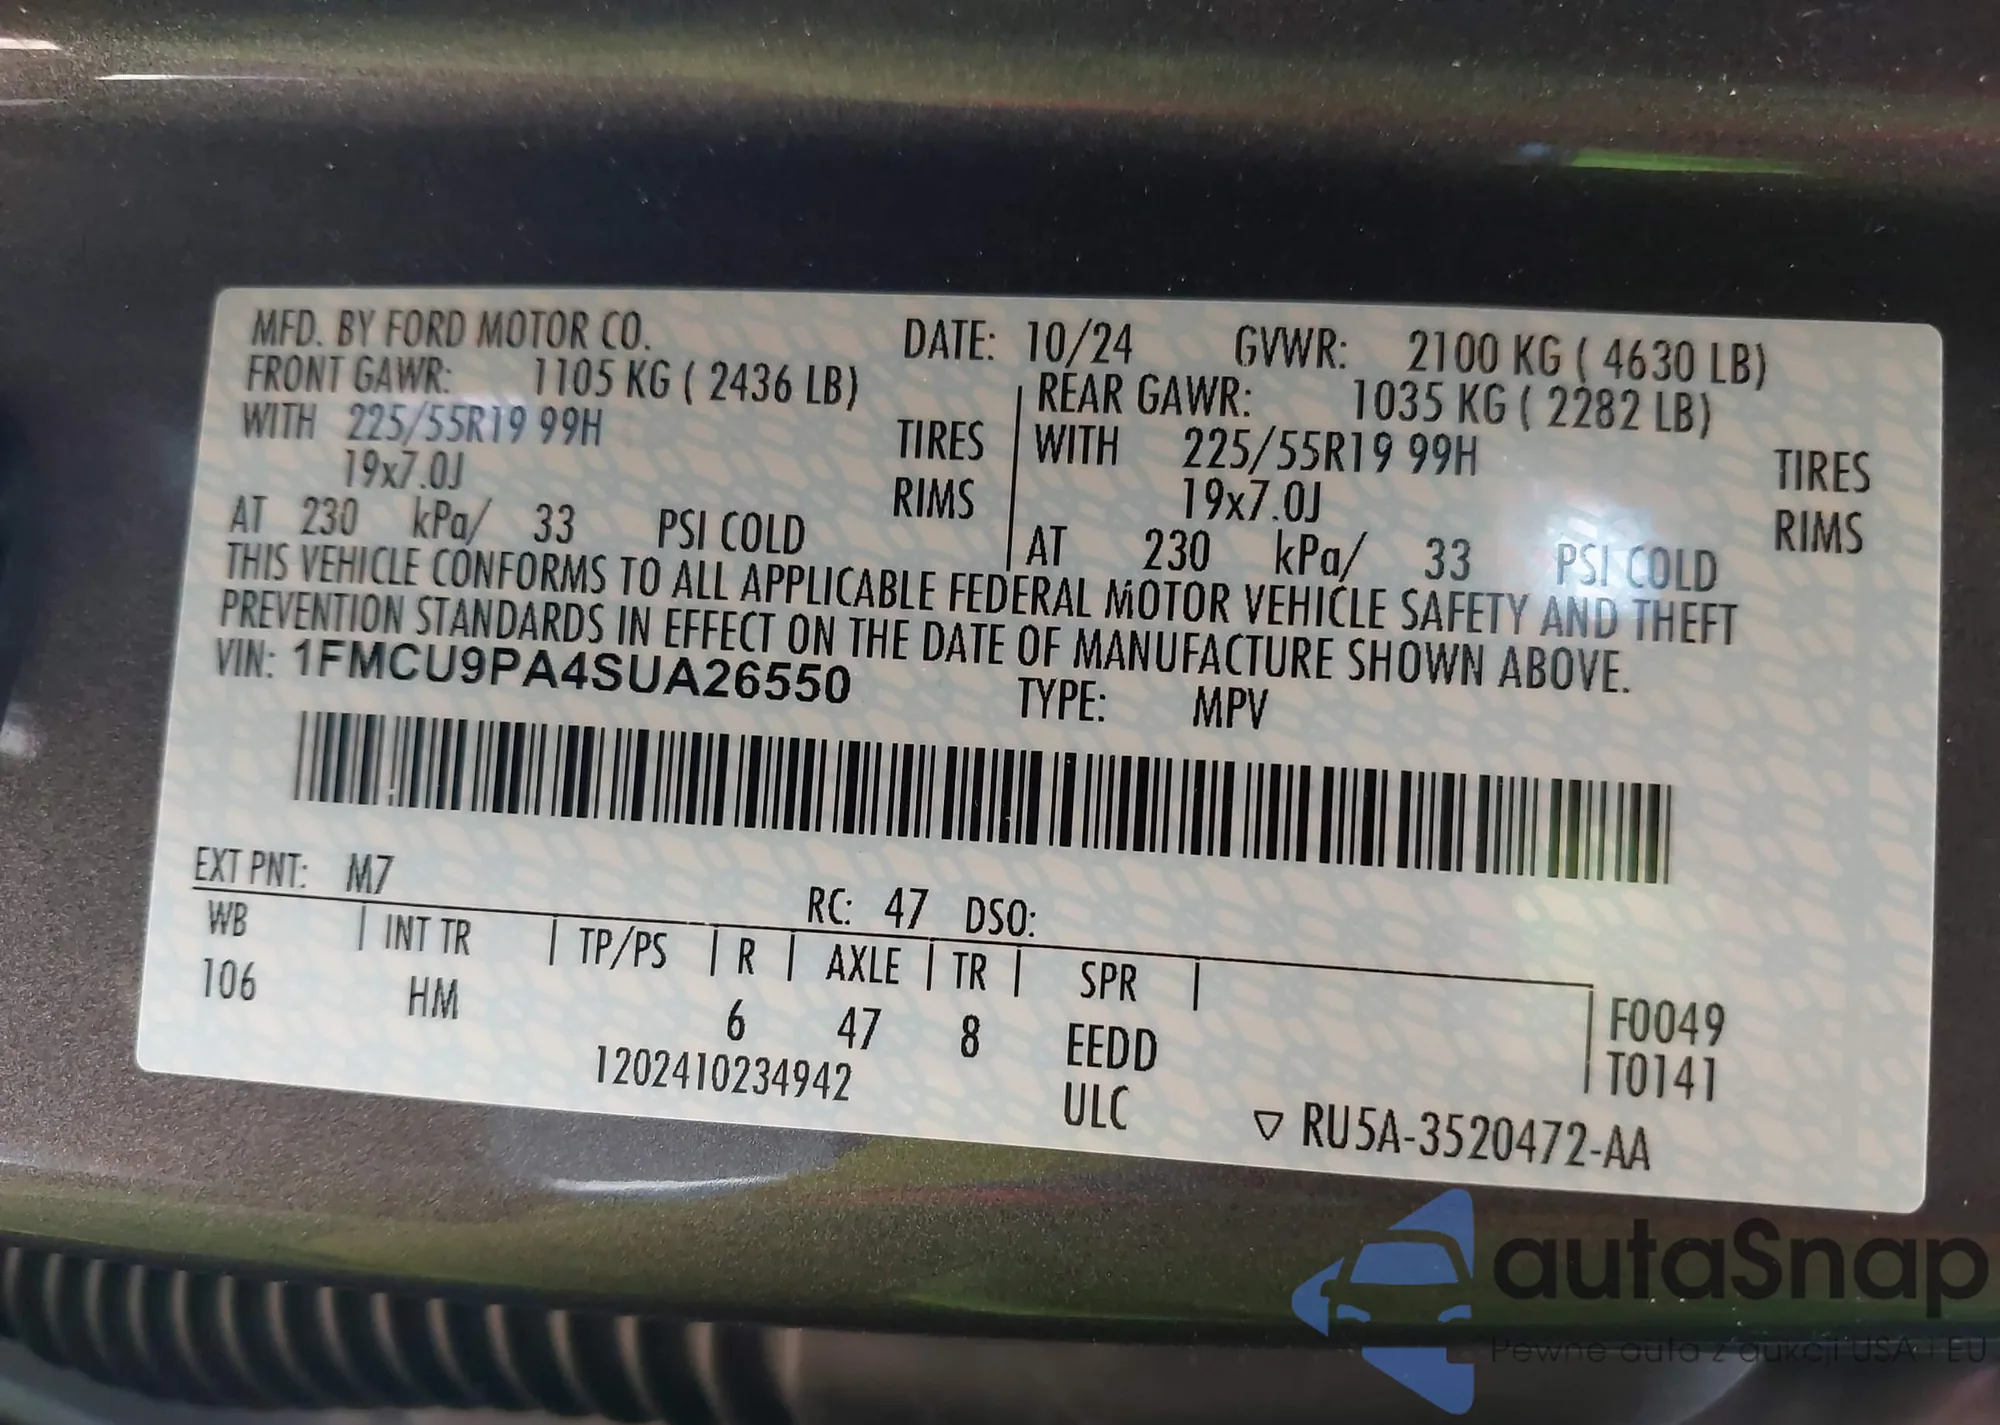 MFD. BY FORD MOTOR CO. DATE: 10/24 GVWR: 2100 KG ( 4630 LB)
FRONT GAWR: 1105 KG ( 2436 LB) REAR GAWR: 1035 KG ( 2282 LB)
WITH 225/55R19 99H TIRES WITH 225/55R19 99H TIRES
19x7.0J RIMS 19x7.0J RIMS
AT 230 kPa/ 33 PSI COLD AT 230 kPa/ 33 PSI COLD
THIS VEHICLE CONFORMS TO ALL APPLICABLE FEDERAL MOTOR VEHICLE SAFETY AND THEFT
PREVENTION STANDARDS IN EFFECT ON THE DATE OF MANUFACTURE SHOWN ABOVE.
VIN: 1FMCU9PA4SUA26550 TYPE: MPV
EXT PNT: M7 RC: 47 DSO:
WB INT TR TP/PS R AXLE TR SPR
106 HM 6 47 8 EEDD F0049
1202410234942 ULC T0141
▽ RU5A-3520472-AA
autaSnap
Pewne auta z aukcji USA i EU